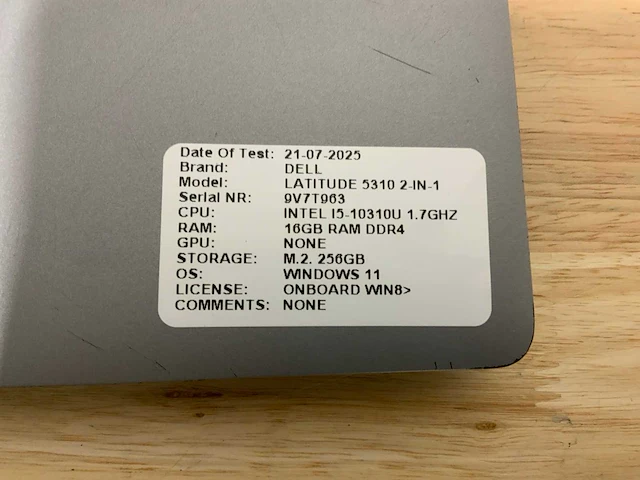 Date Of Test: 21-07-2025
Brand: DELL
Model: LATITUDE 5310 2-IN-1
Serial NR: 9V7T963
CPU: INTEL I5-10310U 1.7GHZ
RAM: 16GB RAM DDR4
GPU: NONE
STORAGE: M.2. 256GB
OS: WINDOWS 11
LICENSE: ONBOARD WIN8>
COMMENTS: NONE